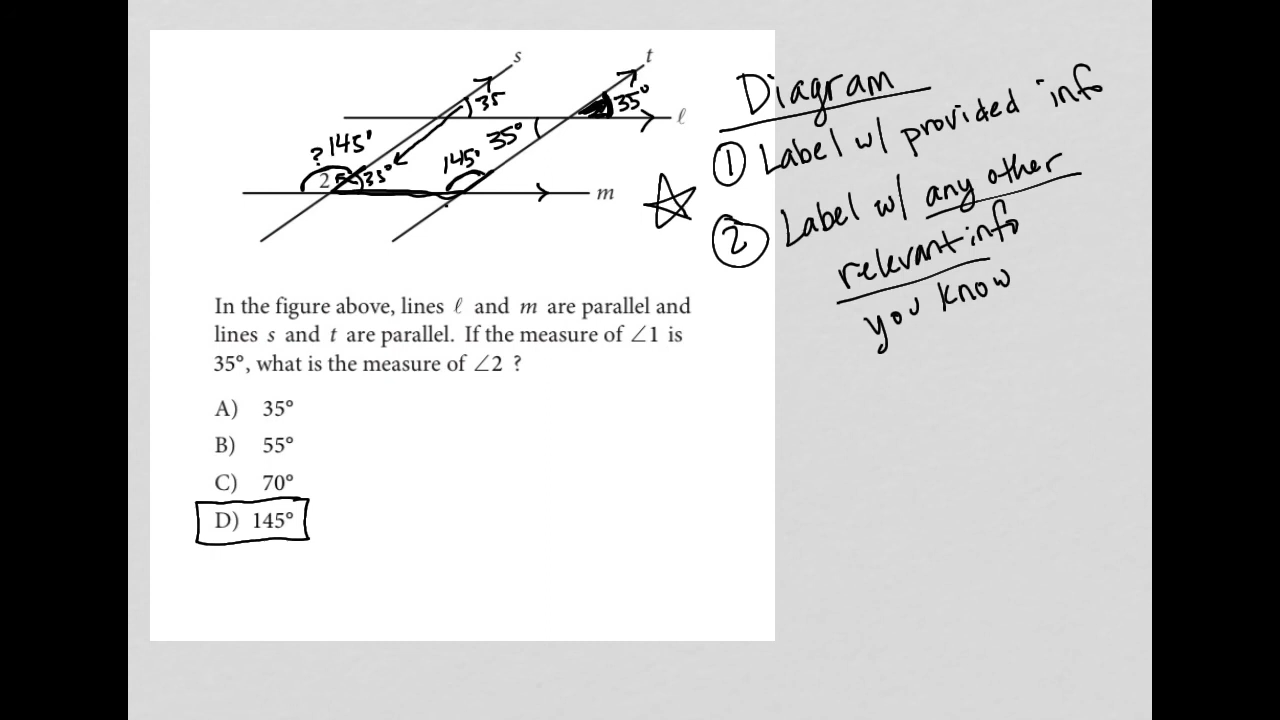 s
t
35
35°
ℓ
?
145°
35°
145°
2
35°
m
Diagram
① Label w/ provided info
② Label w/ any other
relevant info
you know
In the figure above, lines ℓ and m are parallel and
lines s and t are parallel. If the measure of ∠1 is
35°, what is the measure of ∠2 ?
A) 35°
B) 55°
C) 70°
D) 145°